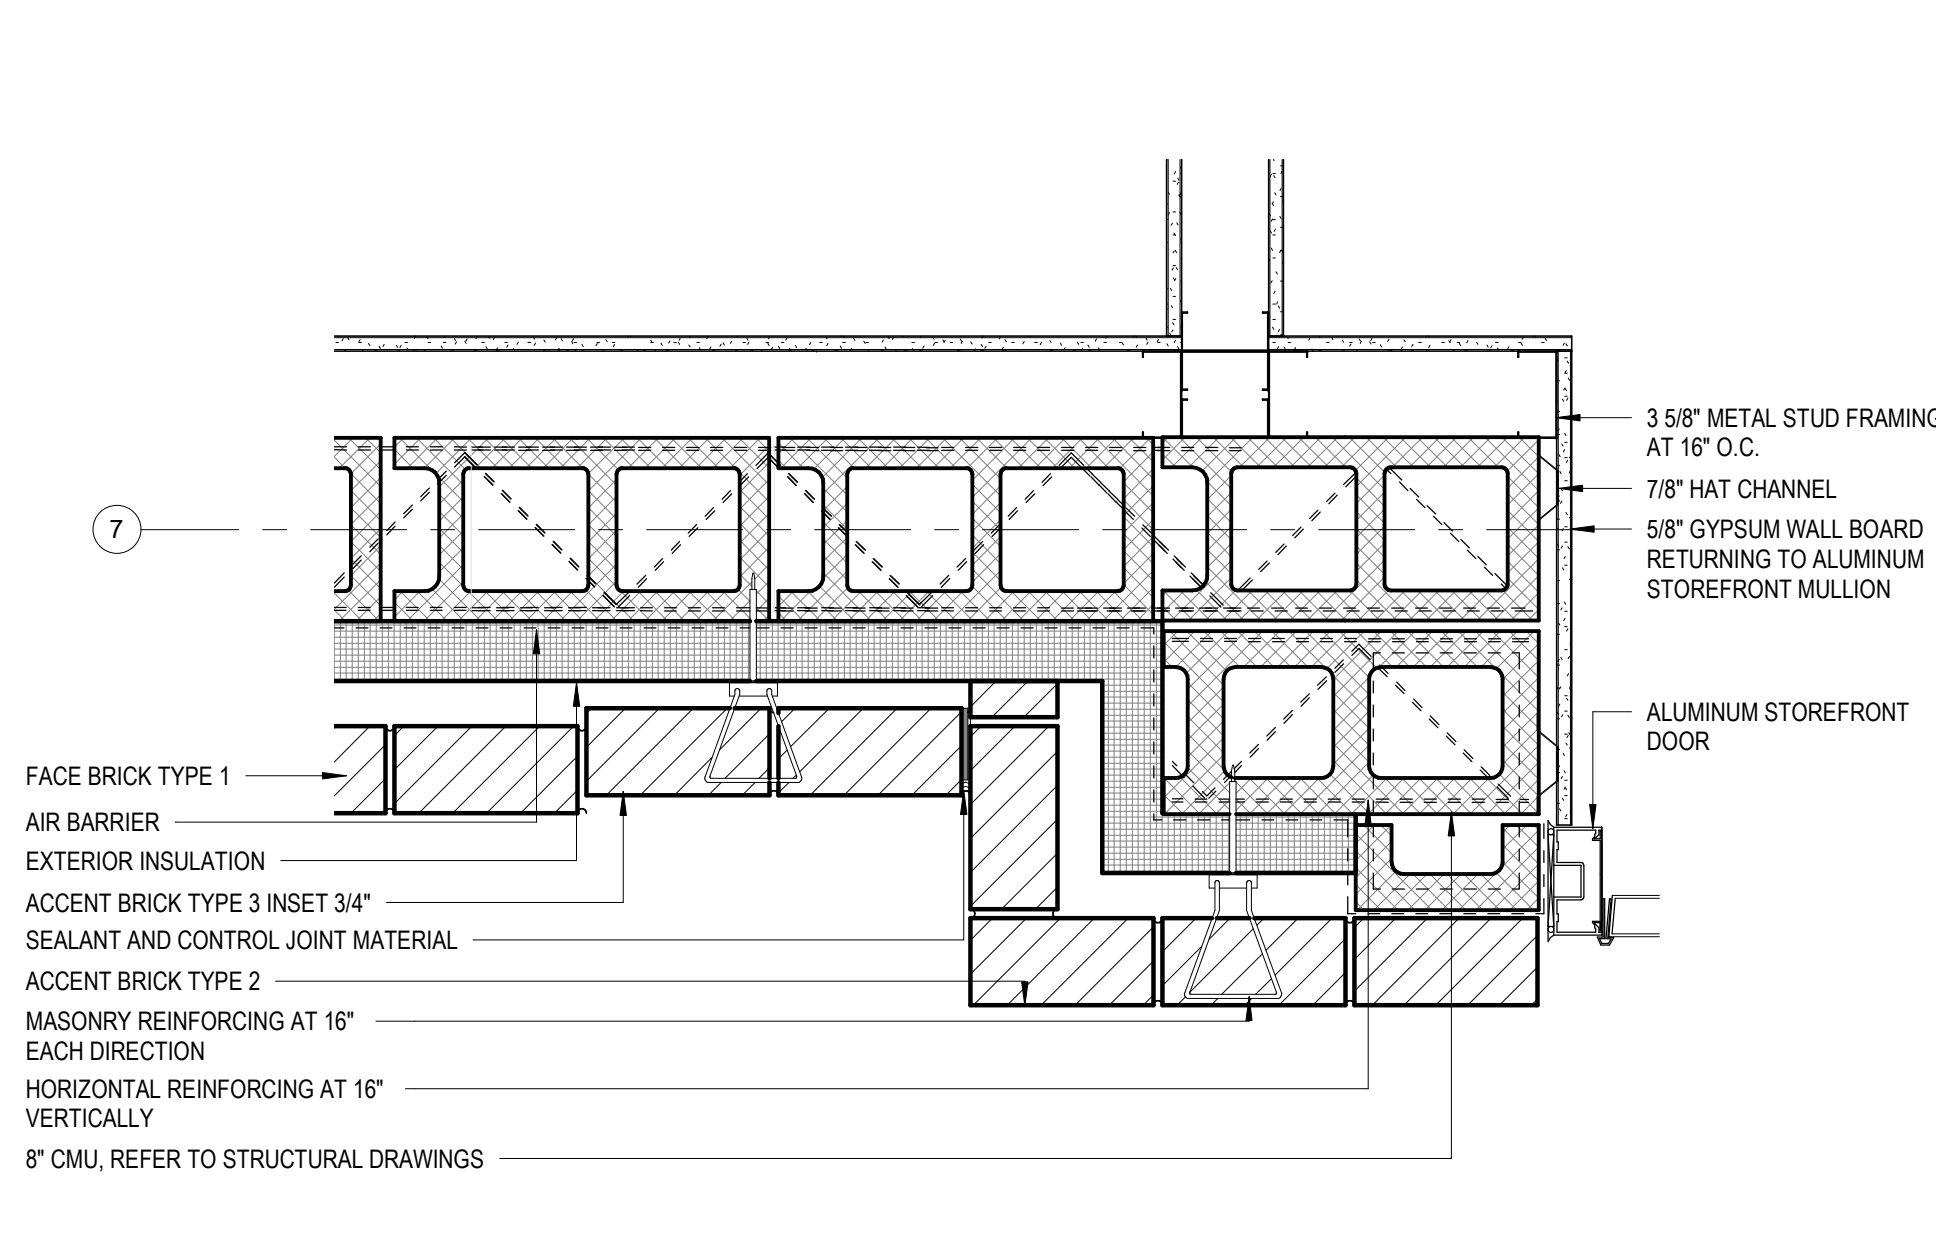 3 5/8" METAL STUD FRAMING
AT 16" O.C.
7/8" HAT CHANNEL
7
5/8" GYPSUM WALL BOARD
RETURNING TO ALUMINUM
STOREFRONT MULLION
ALUMINUM STOREFRONT
DOOR
FACE BRICK TYPE 1
AIR BARRIER
EXTERIOR INSULATION
ACCENT BRICK TYPE 3 INSET 3/4"
SEALANT AND CONTROL JOINT MATERIAL
ACCENT BRICK TYPE 2
MASONRY REINFORCING AT 16"
EACH DIRECTION
HORIZONTAL REINFORCING AT 16"
VERTICALLY
8" CMU, REFER TO STRUCTURAL DRAWINGS